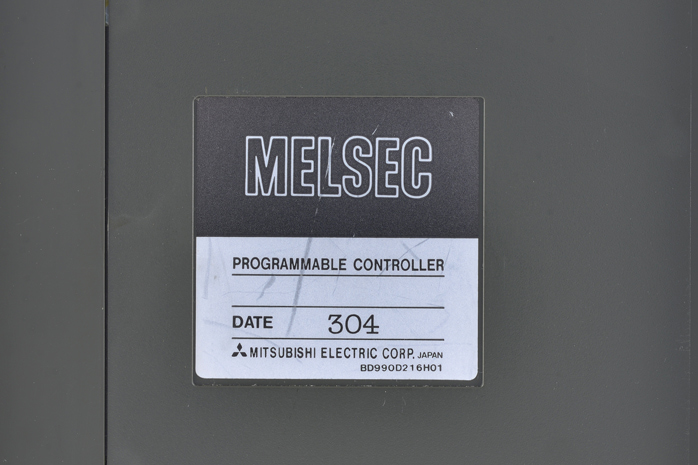 MELSEC
PROGRAMMABLE CONTROLLER
DATE 304
MITSUBISHI ELECTRIC CORP. JAPAN
BD990D216H01